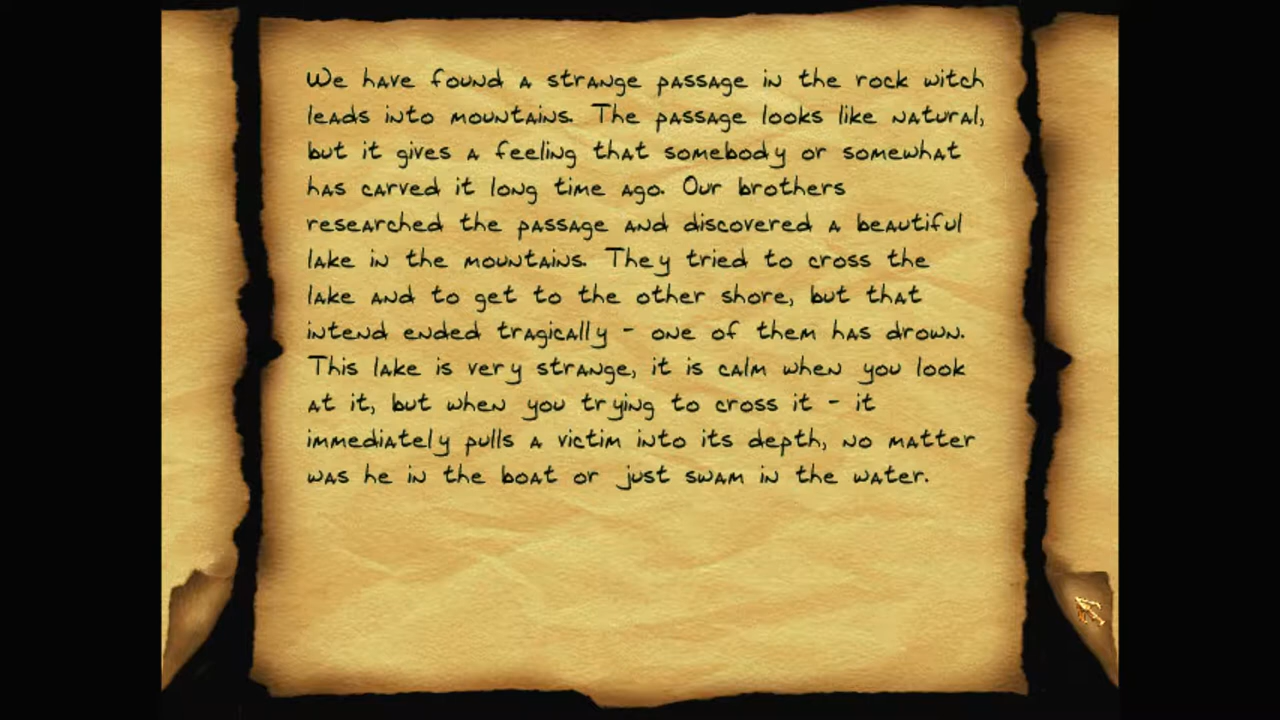 We have found a strange passage in the rock witch
leads into mountains. The passage looks like natural,
but it gives a feeling that somebody or somewhat
has carved it long time ago. Our brothers
researched the passage and discovered a beautiful
lake in the mountains. They tried to cross the
lake and to get to the other shore, but that
intend ended tragically - one of them has drown.
This lake is very strange, it is calm when you look
at it, but when you trying to cross it - it
immediately pulls a victim into its depth, no matter
was he in the boat or just swam in the water.